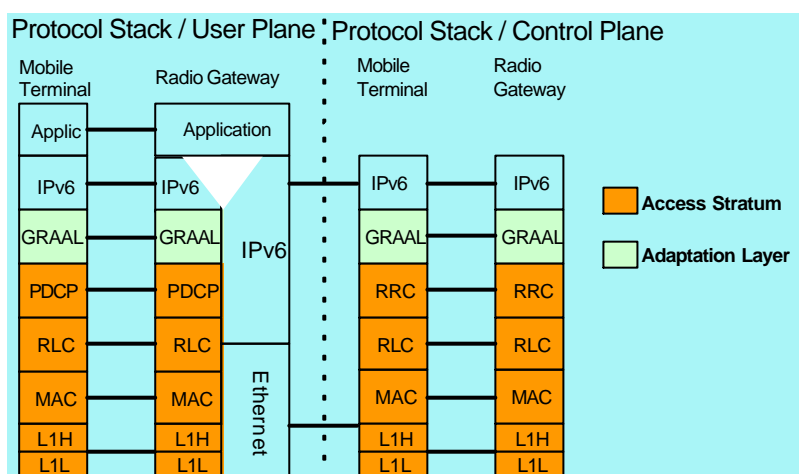 Protocol Stack / User Plane
Protocol Stack / Control Plane
Mobile
Terminal
Radio Gateway
Mobile
Terminal
Radio
Gateway
Applic
Application
IPv6
IPv6
IPv6
IPv6
IPv6
GRAAL
GRAAL
GRAAL
GRAAL
PDCP
PDCP
RRC
RRC
RLC
RLC
RLC
RLC
MAC
MAC
Ethernet
MAC
MAC
L1H
L1H
L1H
L1H
L1L
L1L
L1L
L1L
Access Stratum
Adaptation Layer